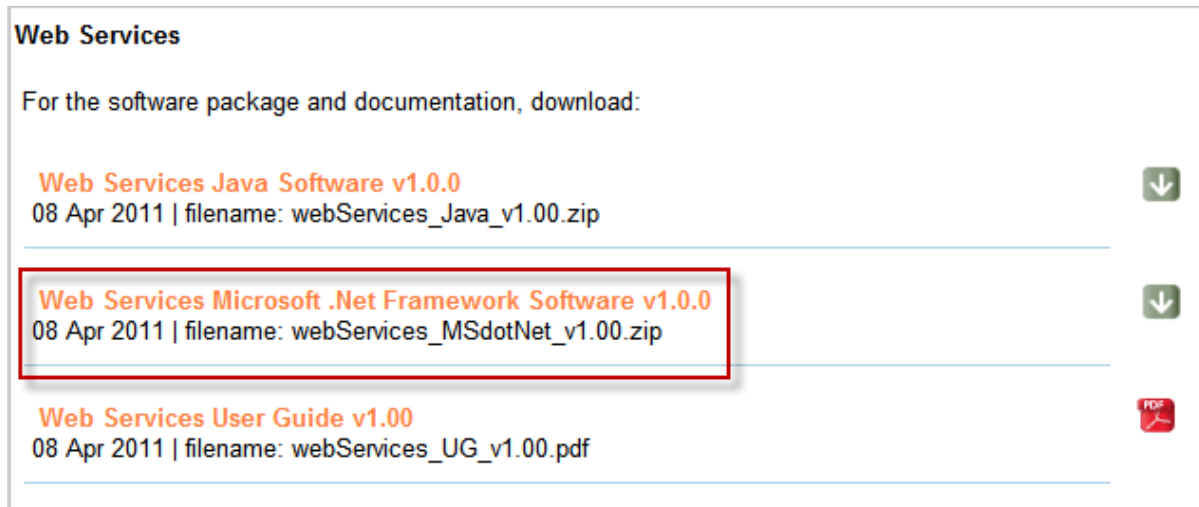 Web Services
For the software package and documentation, download:
Web Services Java Software v1.0.0
08 Apr 2011 | filename: webServices_Java_v1.00.zip
Web Services Microsoft .Net Framework Software v1.0.0
08 Apr 2011 | filename: webServices_MSdotNet_v1.00.zip
Web Services User Guide v1.00
PDF
08 Apr 2011 | filename: webServices_UG_v1.00.pdf